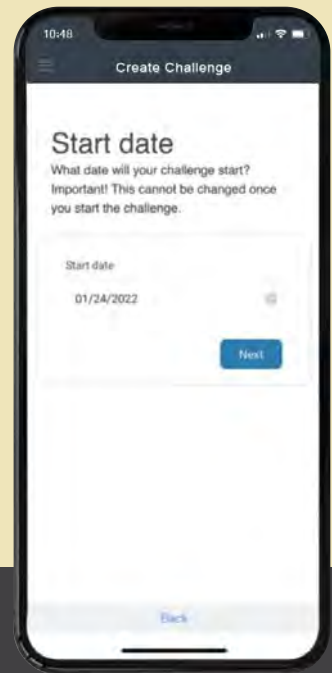 10:48
Create Challenge
Start date
What date will your challenge start?
Important! This cannot be changed once
you start the challenge.
Start date
01/24/2022
Next
Back